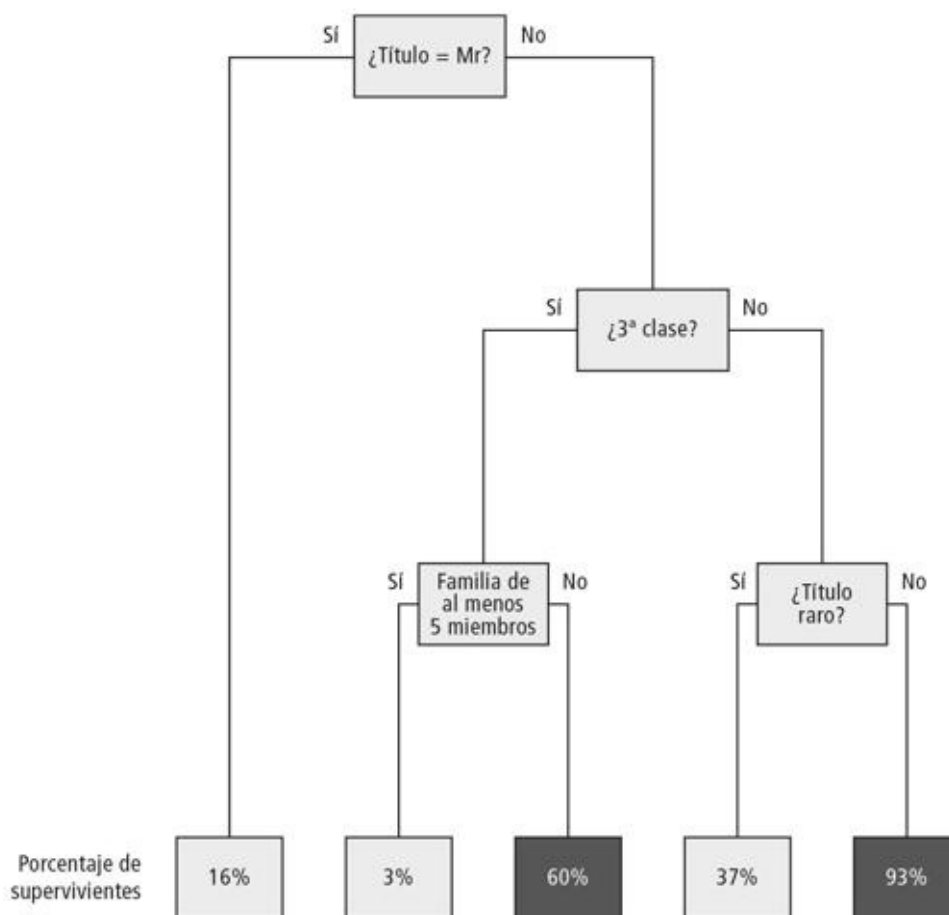 Sí
¿Título = Mr?
No
Sí
¿3ª clase?
No
Sí
Familia de
al menos
5 miembros
No
Sí
¿Título
raro?
No
Porcentaje de
supervivientes
16%
3%
60%
37%
93%